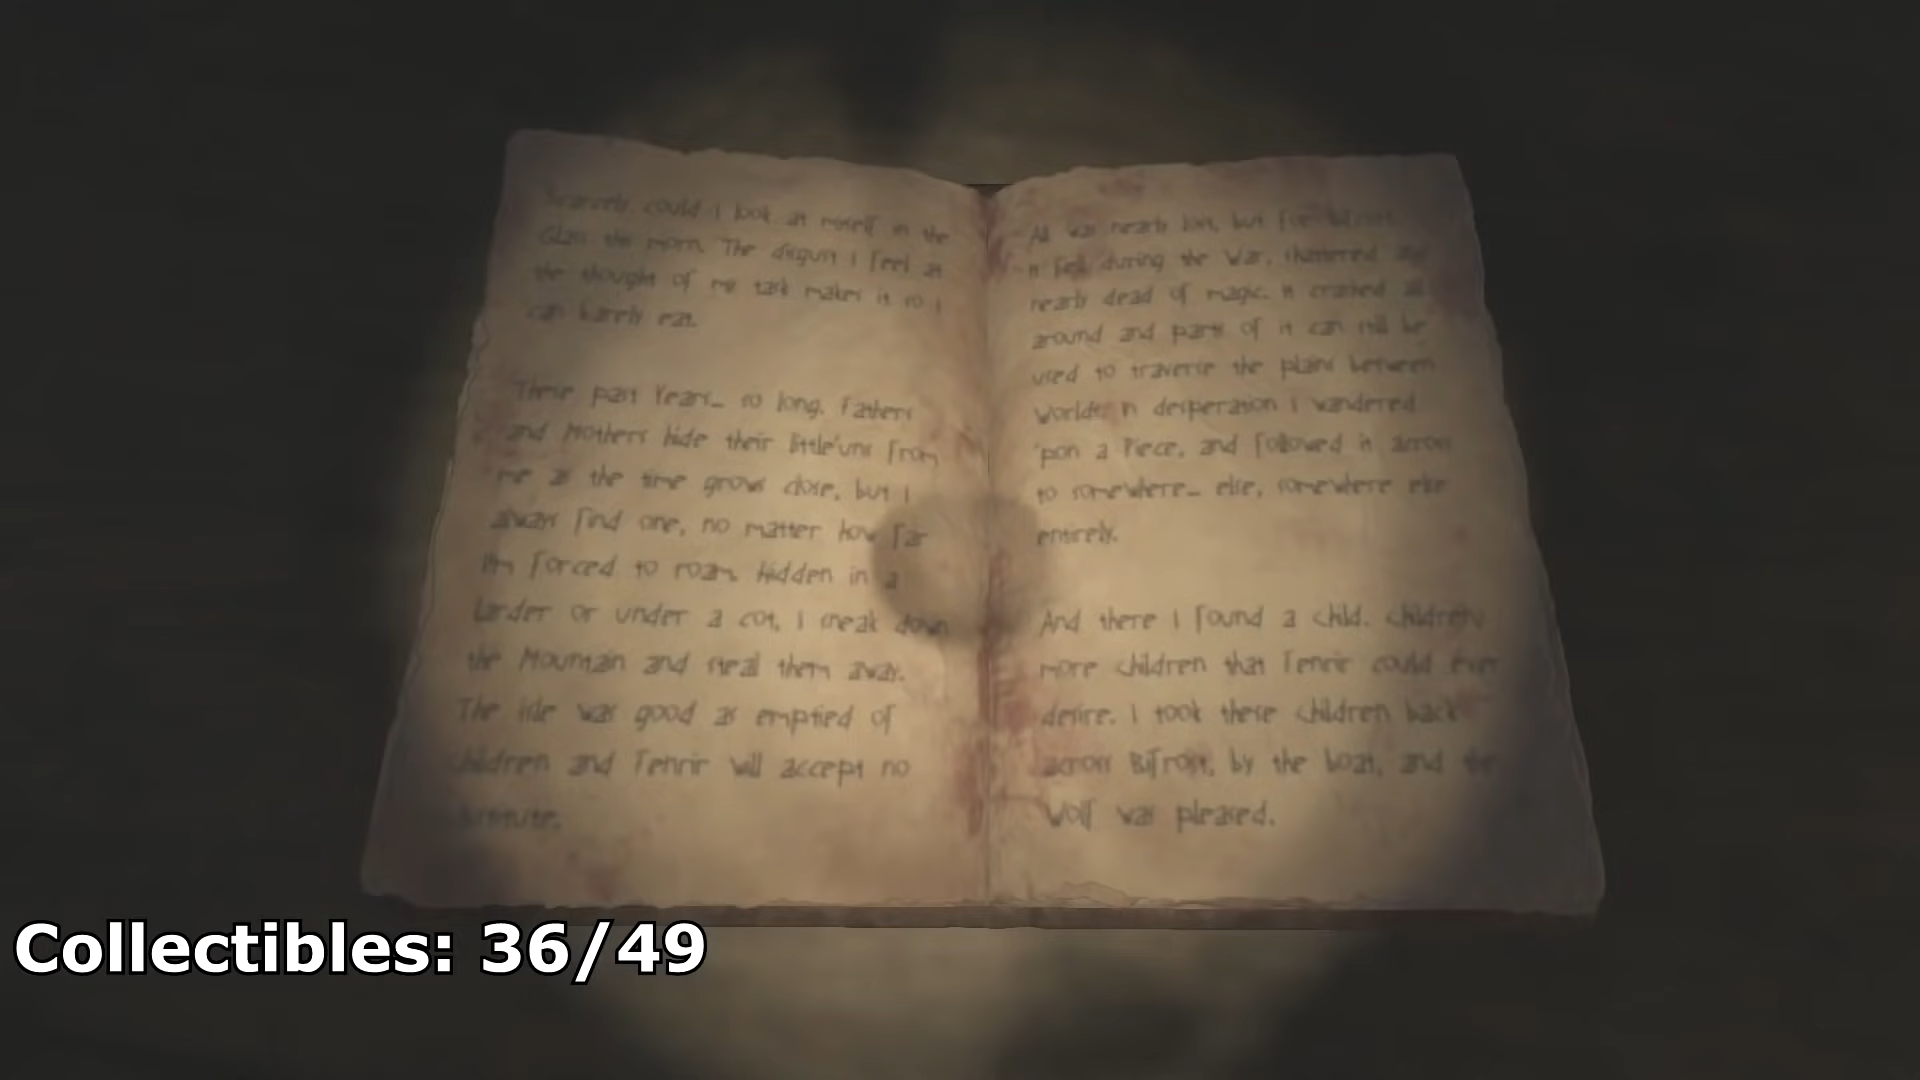 Scarcely could I look at myself in the
Glass this morn. The disgust I feel at
the thought of my task makes it so I
can barely eat.
These past Years... so long. Fathers
and Mothers hide their little'uns from
me as the time grows close, but I
always find one, no matter how far
I'm forced to roam. Hidden in a
Larder or under a cot, I sneak down
the Mountain and steal them away.
The Isle was good as emptied of
children and Fenrir will accept no
All was nearly lost, but for Bifrost.
It fell during the War, shattered and
nearly dead of magic. It crashed all
around and parts of it can still be
used to traverse the plains between
Worlds. In desperation I wandered
'pon a Piece, and followed it across
to somewhere... else, somewhere else
entirely.
And there I found a child. Children,
more children that Fenrir could ever
desire. I took these children back
across Bifrost, by the boat, and the
Wolf was pleased.
Collectibles: 36/49